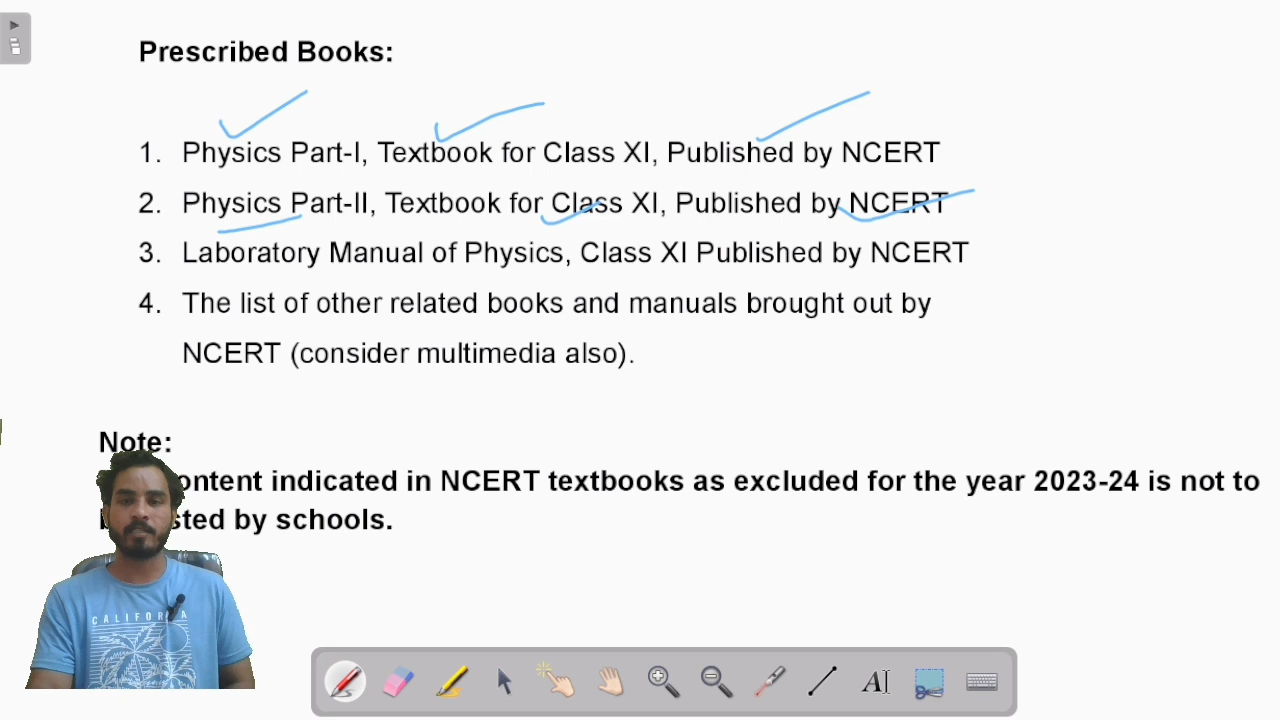 Prescribed Books:
1. Physics Part-I, Textbook for Class XI, Published by NCERT
2. Physics Part-II, Textbook for Class XI, Published by NCERT
3. Laboratory Manual of Physics, Class XI Published by NCERT
4. The list of other related books and manuals brought out by
NCERT (consider multimedia also).
Note:
ontent indicated in NCERT textbooks as excluded for the year 2023-24 is not to
sted by schools.
CALIFORNIA
AI